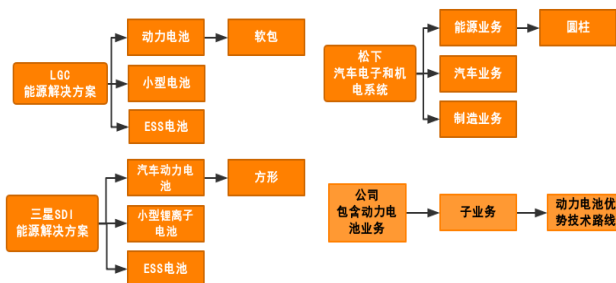 LGC
能源解决方案
动力电池
软包
小型电池
ESS电池
松下
汽车电子和机
电系统
能源业务
圆柱
汽车业务
制造业务
三星SDI
能源解决方案
汽车动力电
池
方形
小型锂离子
电池
ESS电池
公司
包含动力电
池业务
子业务
动力电池优
势技术路线